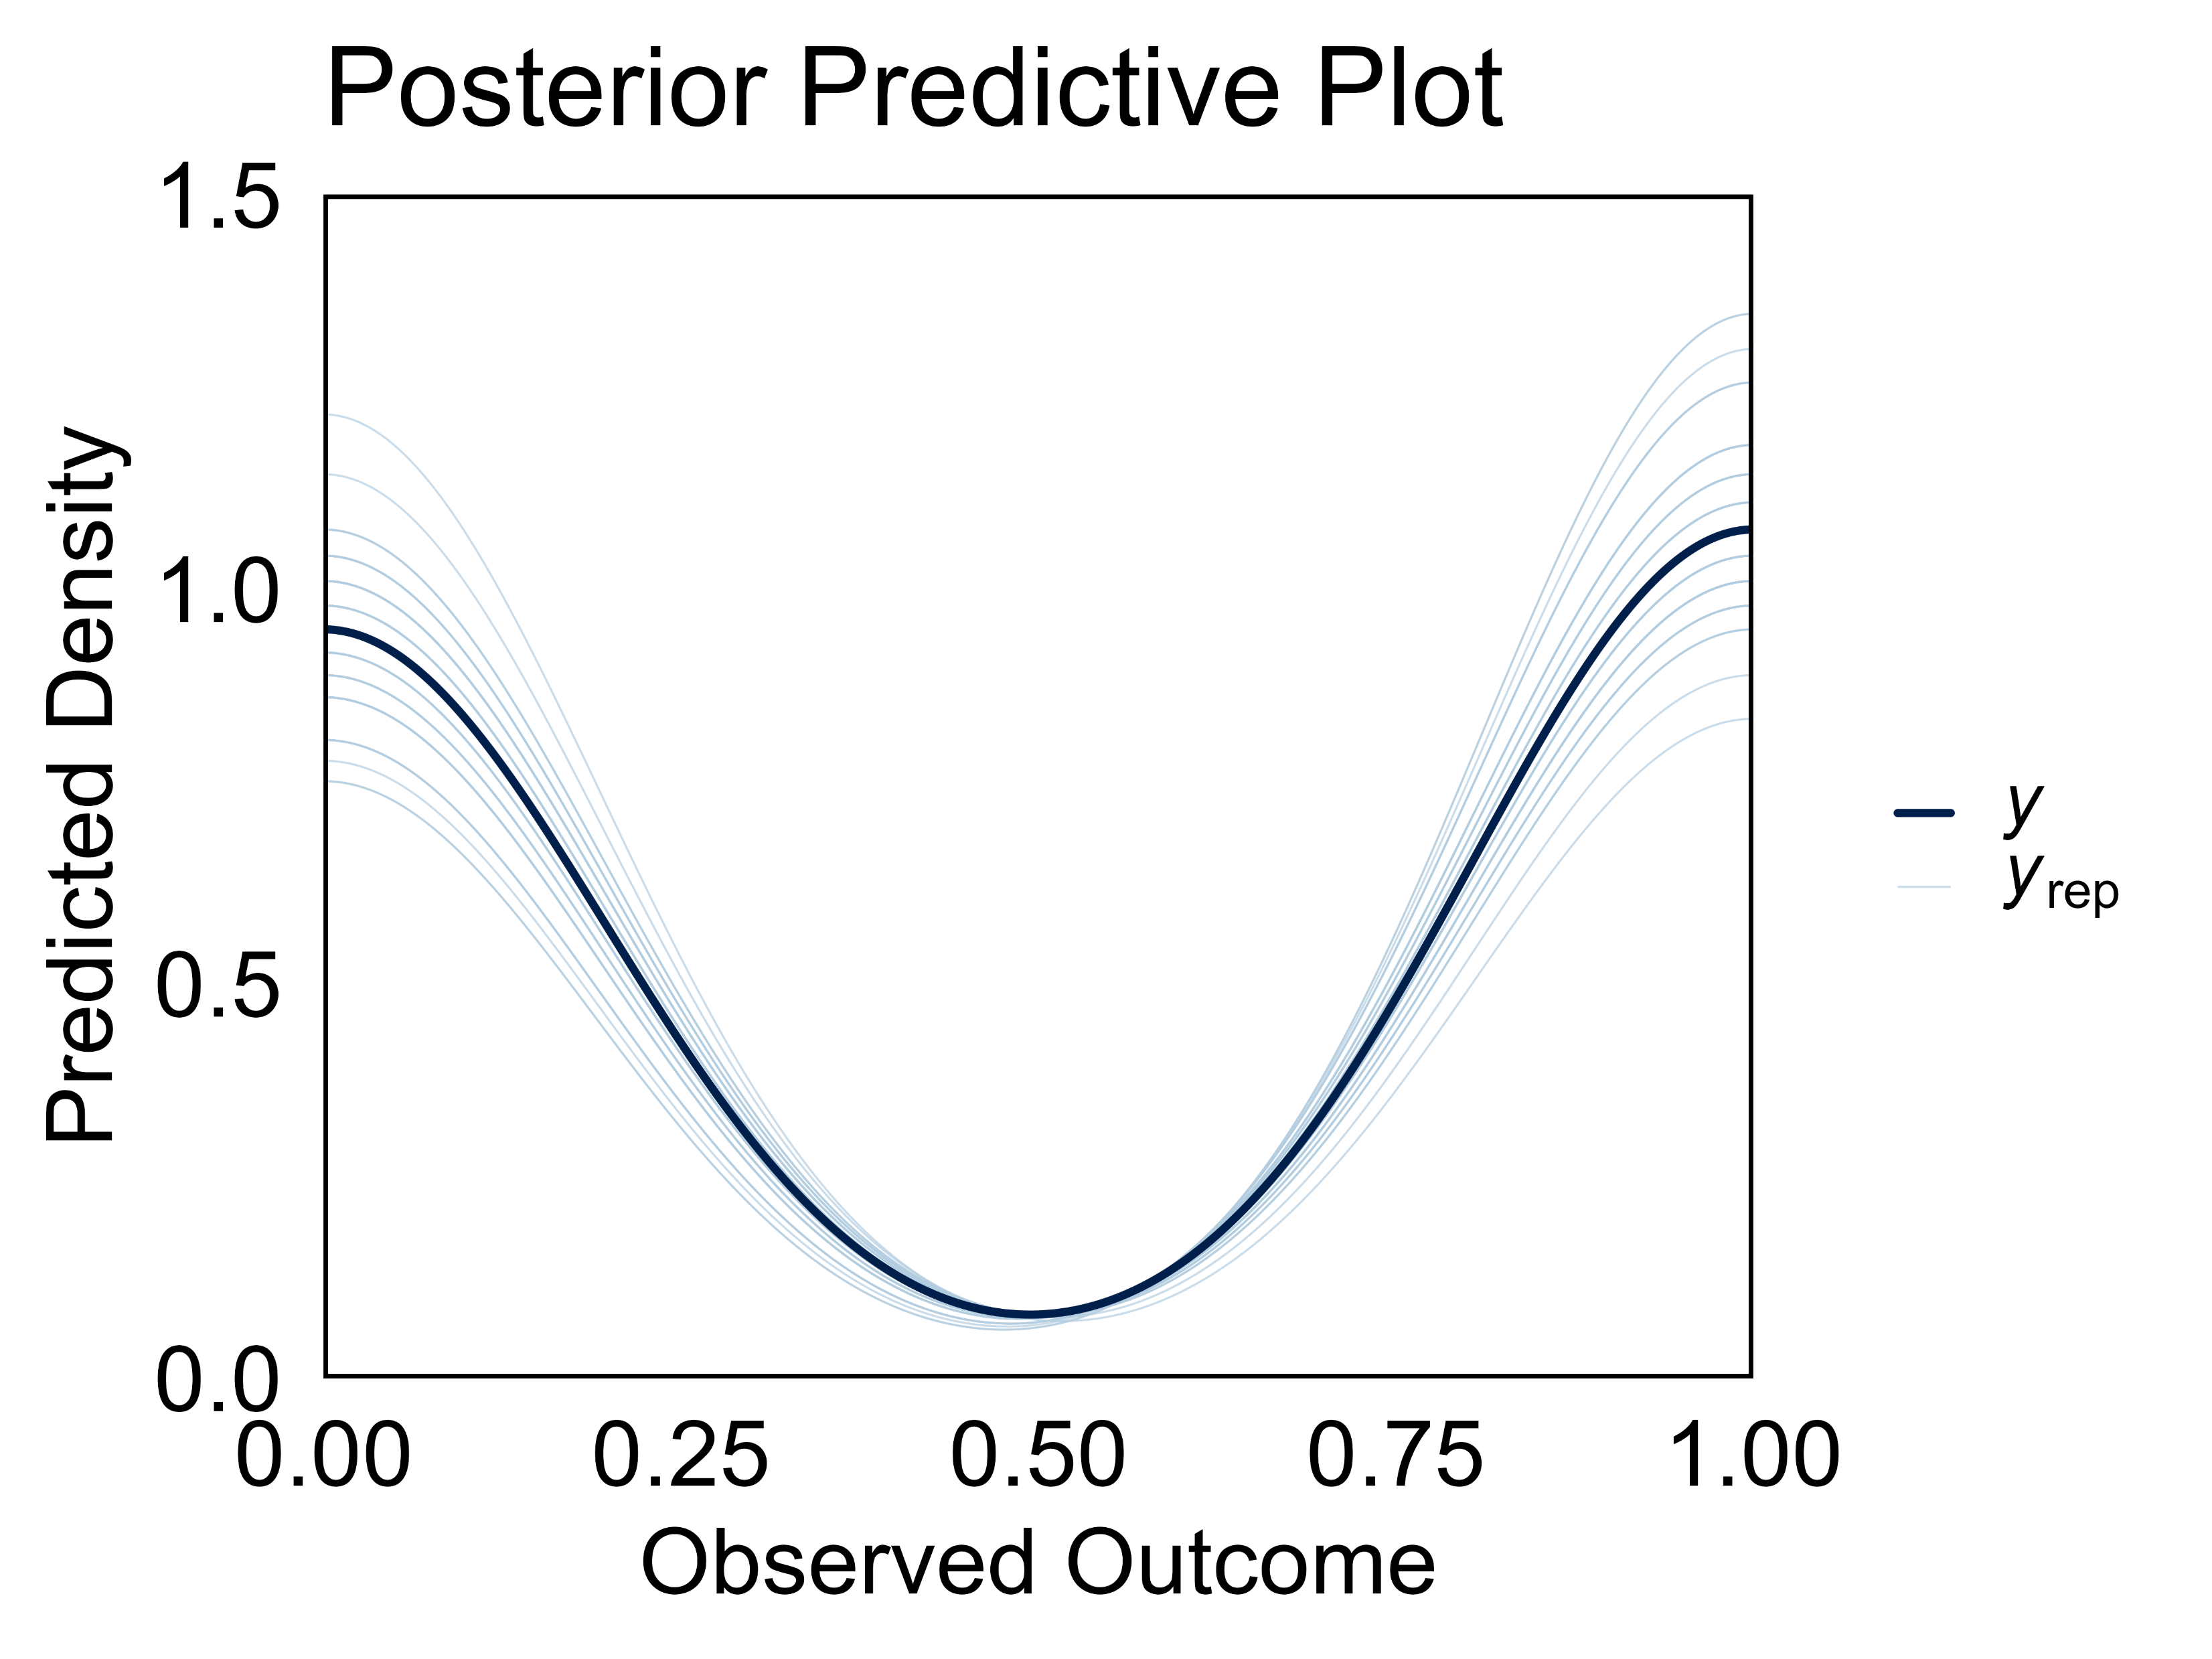 Posterior Predictive Plot
1.5
1.0
0.5
0.0
Predicted Density
0.00 0.25 0.50 0.75 1.00
Observed Outcome
y
yrep